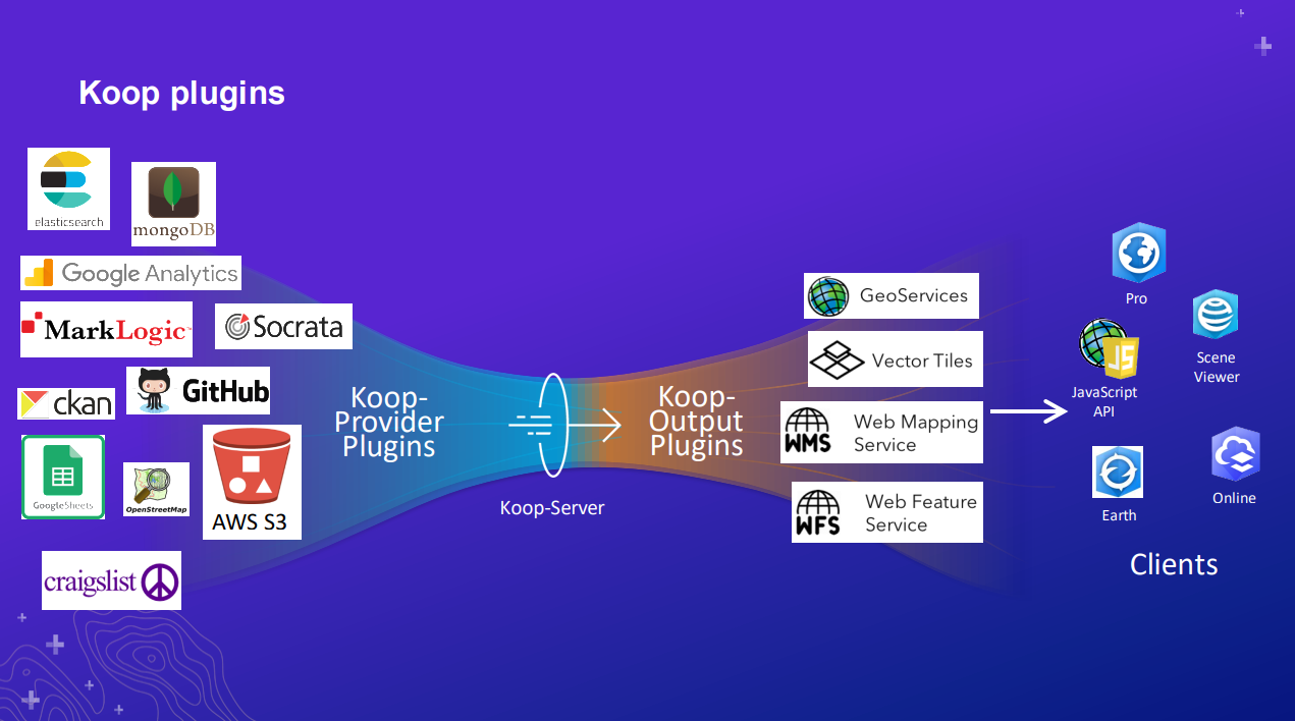 Koop plugins
elasticsearch
mongoDB
Google Analytics
MarkLogic™
Socrata
ckan
GitHub
GoogleSheets
OpenStreetMap
AWS S3
craigslist
Koop-
Provider
Plugins
Koop-Server
Koop-
Output
Plugins
GeoServices
Vector Tiles
WMS
Web Mapping
Service
WFS
Web Feature
Service
Pro
Scene
Viewer
JS
JavaScript
API
Earth
Online
Clients